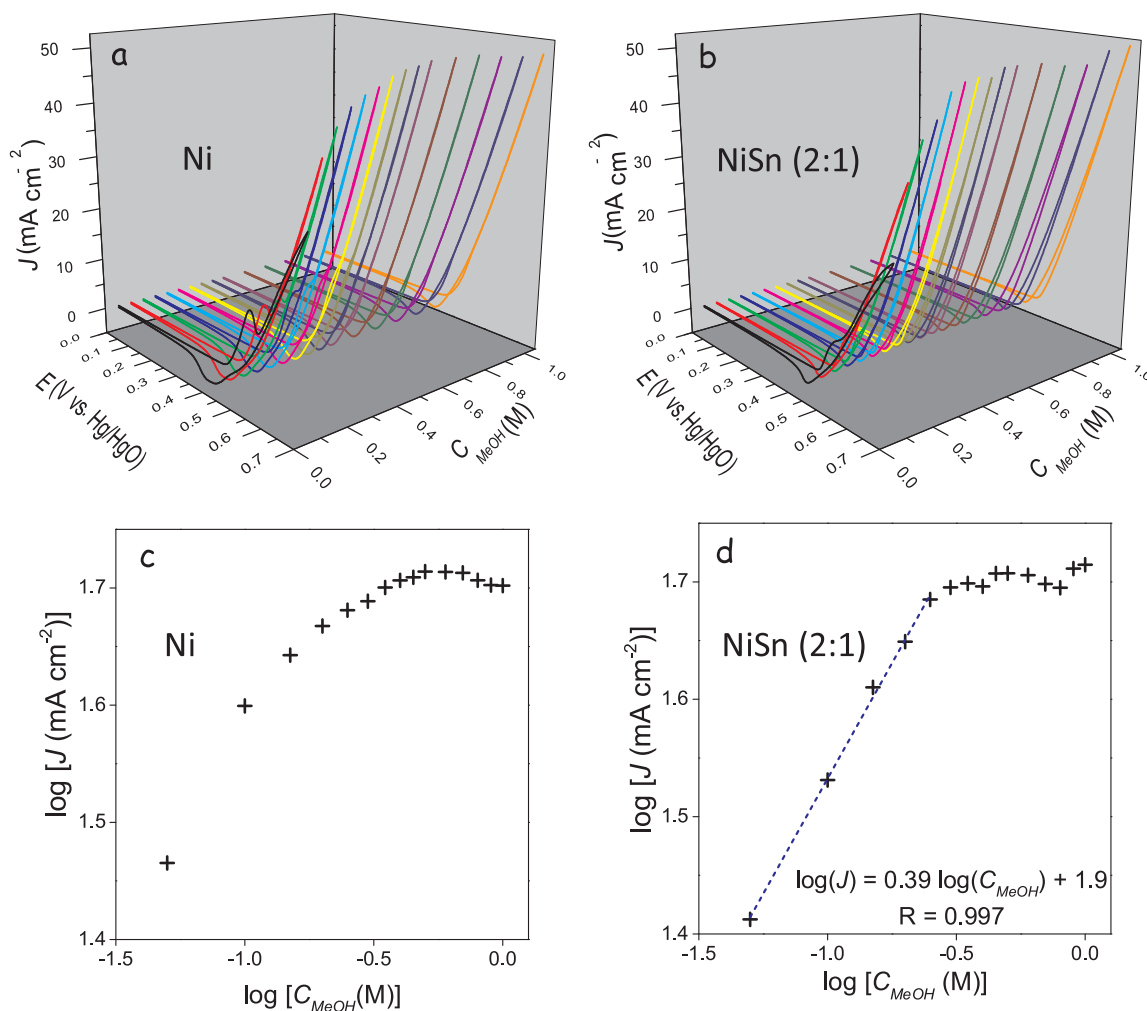 a
Ni
J (mA cm⁻²)
50
40
30
20
10
0
0.0
0.1
0.2
0.3
0.4
0.5
0.6
0.7
E (V vs. Hg/HgO)
0.0
0.2
0.4
0.6
0.8
1.0
C_MeOH (M)
b
NiSn (2:1)
J(mA cm⁻²)
50
40
30
20
10
0
0.0
0.1
0.2
0.3
0.4
0.5
0.6
0.7
E (V vs.Hg/HgO)
0.0
0.2
0.4
0.6
0.8
1.0
C_MeOH (M)
c
Ni
log [J (mA cm⁻²)]
1.7
1.6
1.5
1.4
-1.5 -1.0 -0.5 0.0
log [C_MeOH(M)]
d
NiSn (2:1)
log [J (mA cm⁻²)]
1.7
1.6
1.5
1.4
log(J) = 0.39 log(C_MeOH) + 1.9
R = 0.997
-1.5 -1.0 -0.5 0.0
log [C_MeOH (M)]